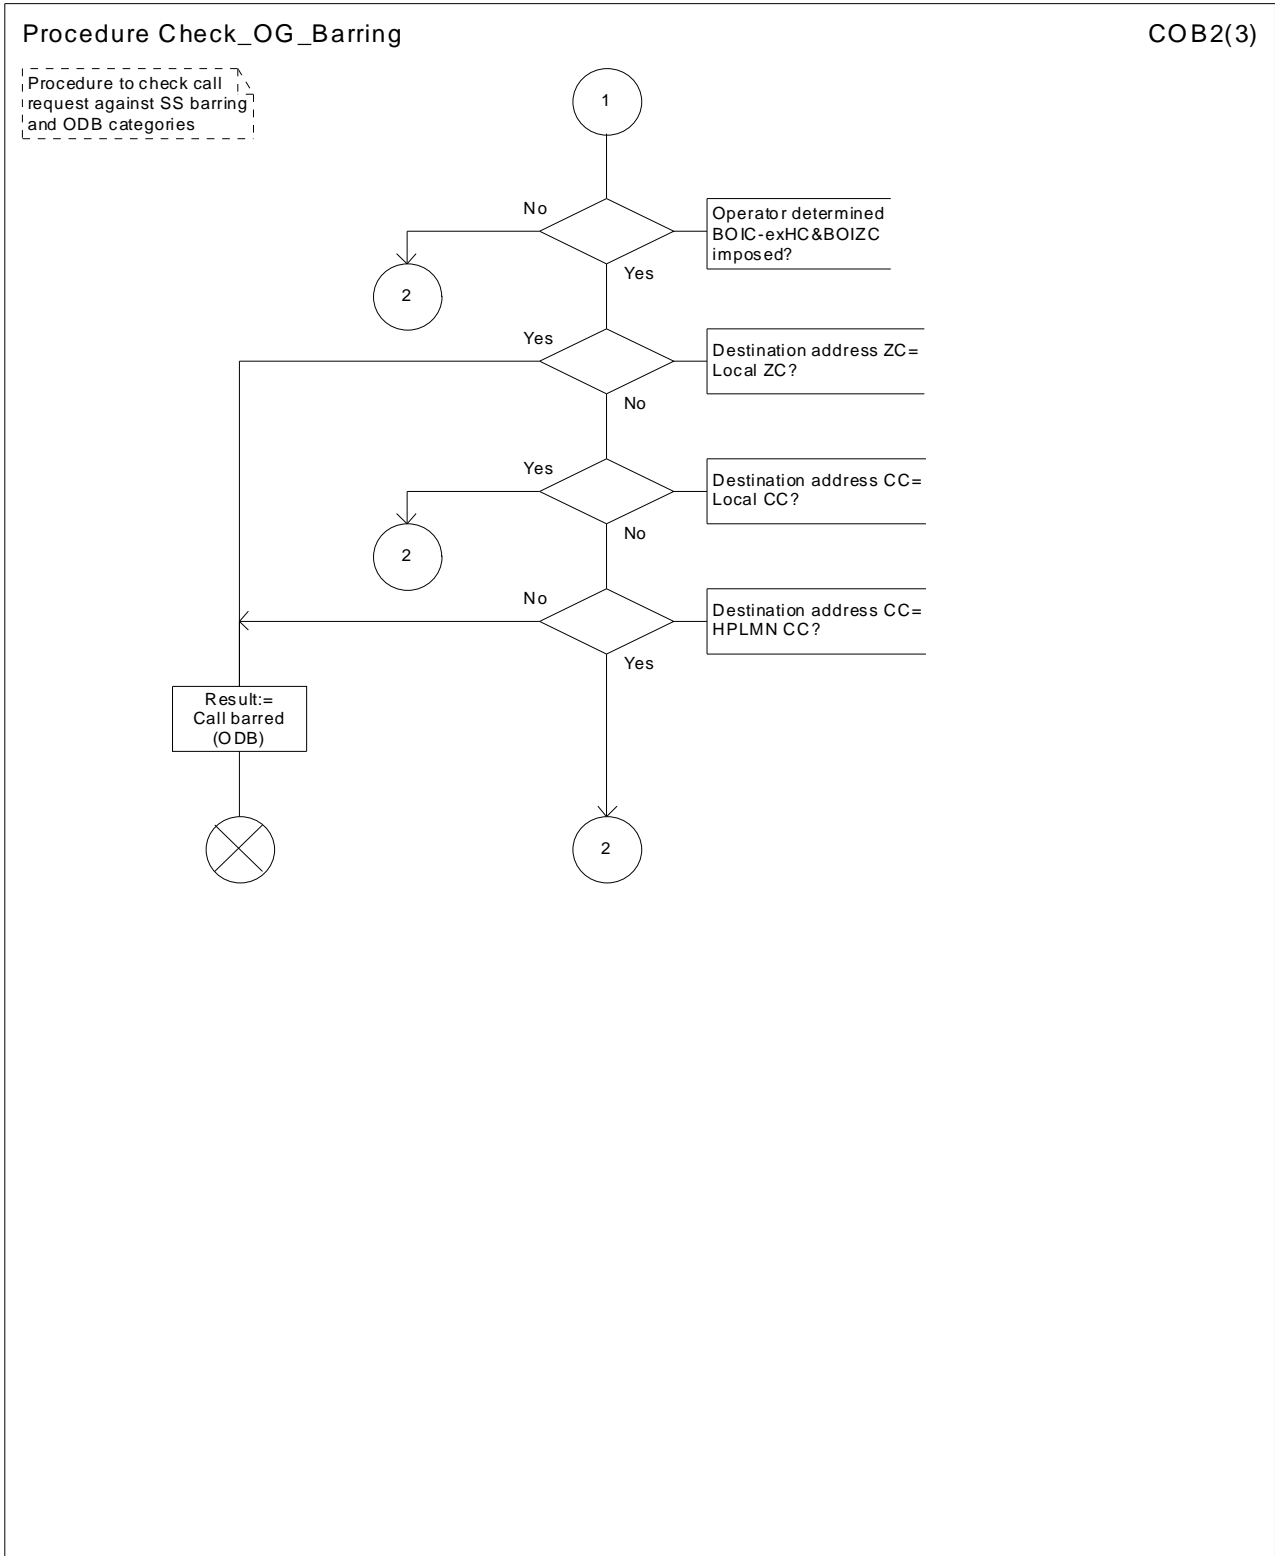 Procedure Check_OG_Barring
COB2(3)
Procedure to check call
request against SS barring
and ODB categories
1
No
Operator determined
BOIC-exHC&BOIZC
imposed?
2
Yes
Yes
Destination address ZC=
Local ZC?
No
Yes
Destination address CC=
Local CC?
2
No
No
Destination address CC=
HPLMN CC?
Yes
Result:=
Call barred
(ODB)
2